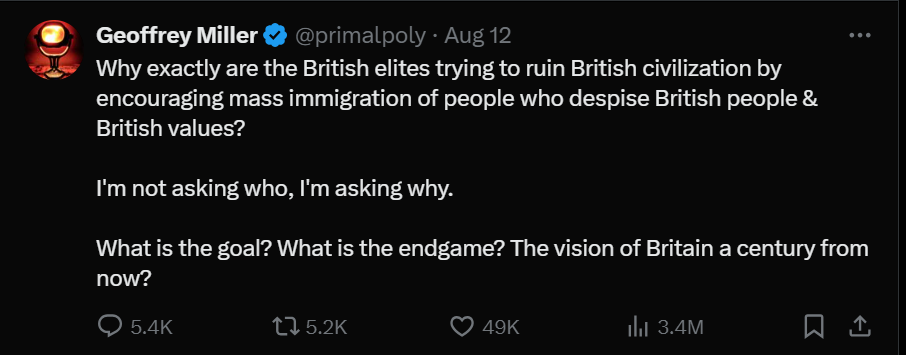 Geoffrey Miller @primalpoly · Aug 12
Why exactly are the British elites trying to ruin British civilization by
encouraging mass immigration of people who despise British people &
British values?
I'm not asking who, I'm asking why.
What is the goal? What is the endgame? The vision of Britain a century from
now?
5.4K 5.2K 49K 3.4M